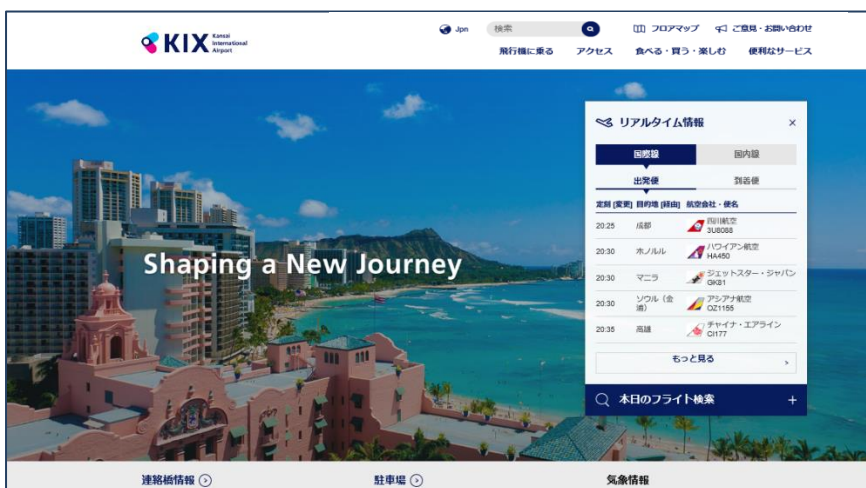 KIX Kansai International Airport
Jpn
検索
フロアマップ
ご意見・お問い合わせ
飛行機に乗る アクセス 食べる・買う・楽しむ 便利なサービス
Shaping a New Journey
リアルタイム情報 ×
国際線 国内線
出発便 到着便
定刻 [変更] 目的地 [経由] 航空会社・便名
20:25 成都 四川航空 3U8088
20:30 ホノルル ハワイアン航空 HA450
20:30 マニラ ジェットスター・ジャパン GK81
20:30 ソウル（金浦） アシアナ航空 OZ1155
20:35 高雄 チャイナ・エアライン CI177
もっと見る
本日のフライト検索 +
連絡橋情報 駐車場 気象情報